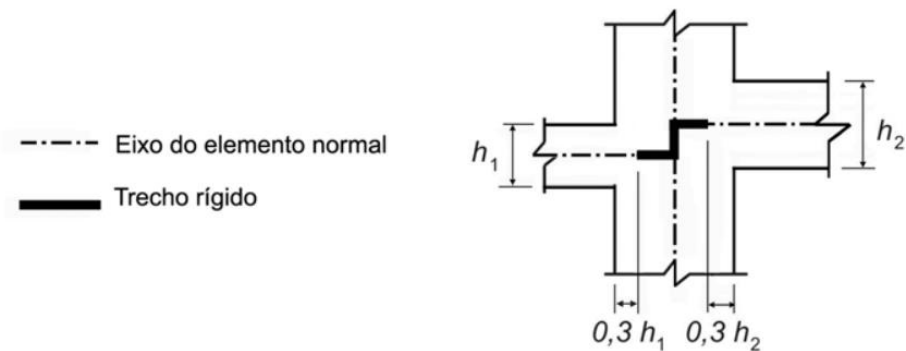 Eixo do elemento normal
Trecho rígido
h₁
h₂
0,3 h₁
0,3 h₂